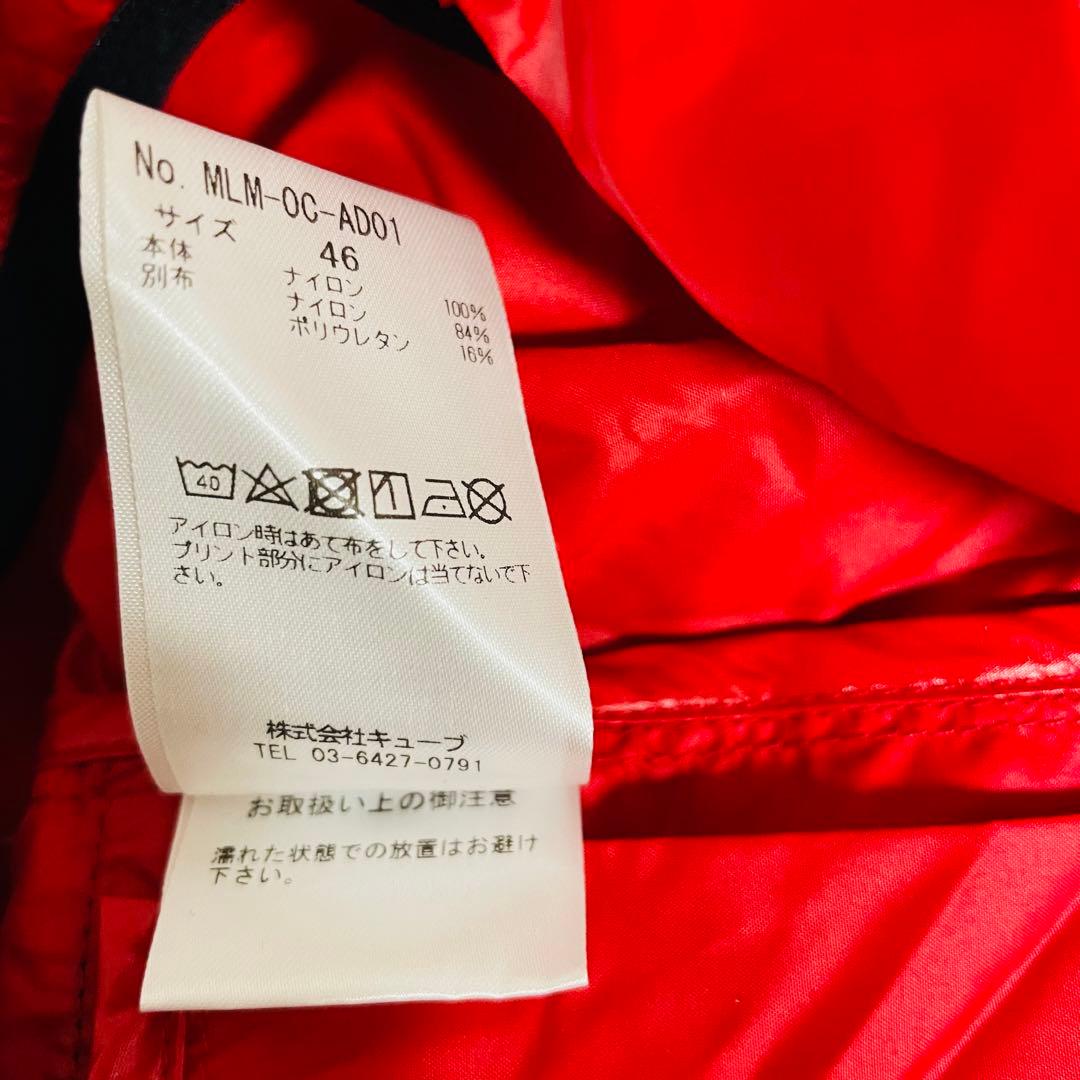 No. MLM-OC-AD01
サイズ 46
本体 ナイロン 100%
別布 ナイロン 84%
ポリウレタン 16%
40
アイロン時はあて布をして下さい。
プリント部分にアイロンは当てないで下
さい。
株式会社キューブ
TEL 03-6427-0791
お取扱い上の御注意
濡れた状態での放置はお避け
下さい。